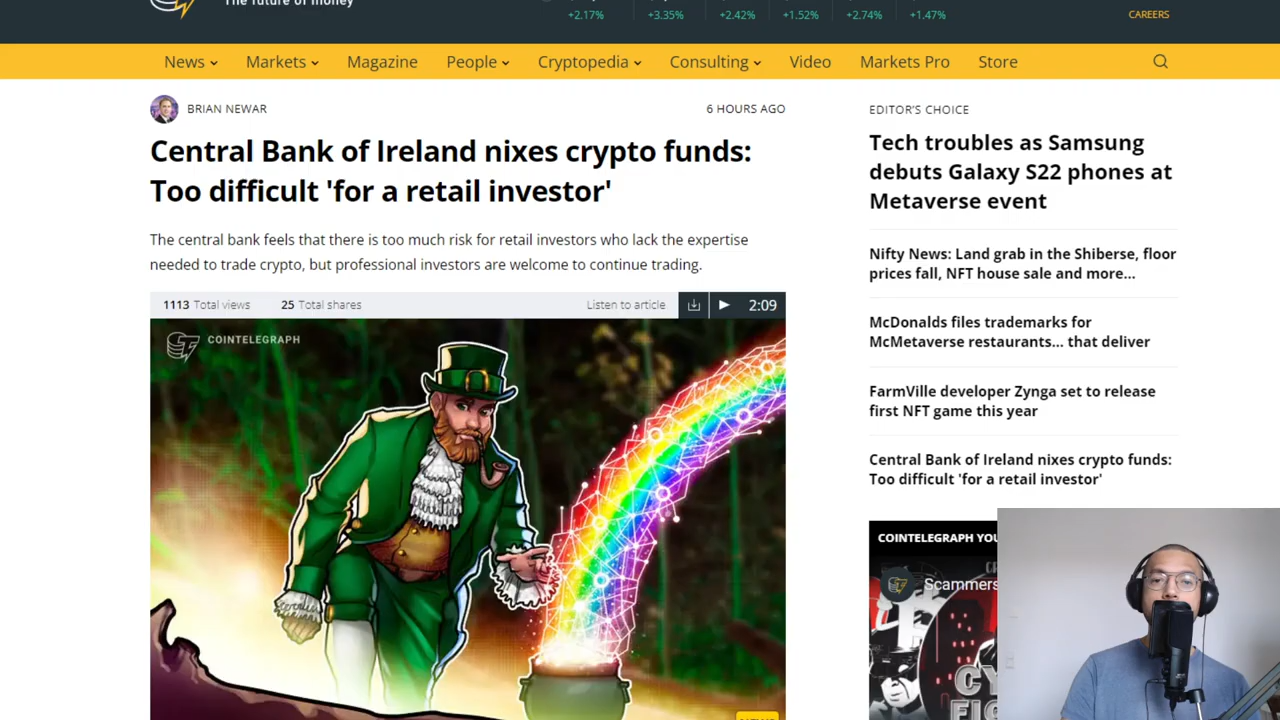 The future of money
+2.17%
+3.35%
+2.42%
+1.52%
+2.74%
+1.47%
CAREERS
News
Markets
Magazine
People
Cryptopedia
Consulting
Video
Markets Pro
Store
BRIAN NEWAR
6 HOURS AGO
Central Bank of Ireland nixes crypto funds:
Too difficult 'for a retail investor'
The central bank feels that there is too much risk for retail investors who lack the expertise
needed to trade crypto, but professional investors are welcome to continue trading.
1113 Total views
25 Total shares
Listen to article
2:09
COINTELEGRAPH
EDITOR'S CHOICE
Tech troubles as Samsung
debuts Galaxy S22 phones at
Metaverse event
Nifty News: Land grab in the Shiberse, floor
prices fall, NFT house sale and more...
McDonalds files trademarks for
McMetaverse restaurants... that deliver
FarmVille developer Zynga set to release
first NFT game this year
Central Bank of Ireland nixes crypto funds:
Too difficult 'for a retail investor'
COINTELEGRAPH YOU
Scammers